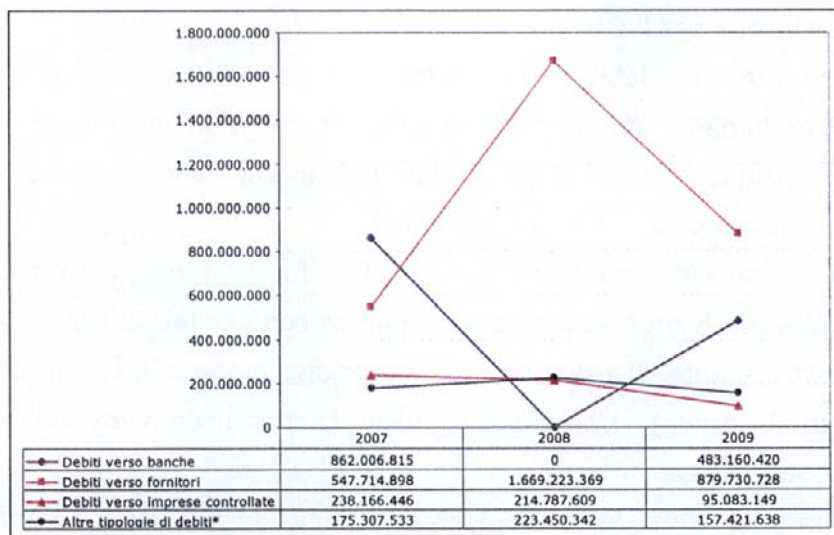 1.800.000.000
1.600.000.000
1.400.000.000
1.200.000.000
1.000.000.000
800.000.000
600.000.000
400.000.000
200.000.000
0
2007 2008 2009
Debiti verso banche 862.006.815 0 483.160.420
Debiti verso fornitori 547.714.898 1.669.223.369 879.730.728
Debiti verso imprese controllate 238.166.446 214.787.609 95.083.149
Altre tipologie di debiti* 175.307.533 223.450.342 157.421.638